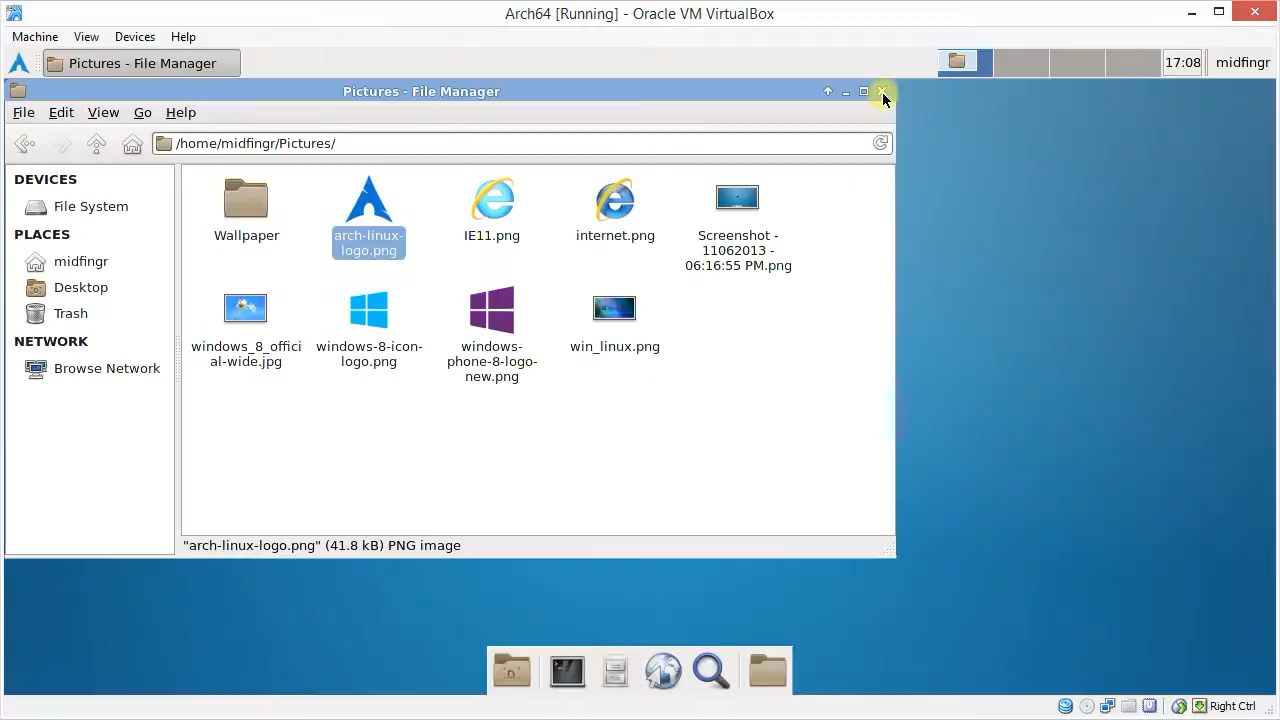 Arch64 [Running] - Oracle VM VirtualBox
Machine View Devices Help
Pictures - File Manager
17:08
midfingr
Pictures - File Manager
File Edit View Go Help
/home/midfingr/Pictures/
DEVICES
File System
PLACES
midfingr
Desktop
Trash
NETWORK
Browse Network
Wallpaper
arch-linux-
logo.png
IE11.png
internet.png
Screenshot -
11062013 -
06:16:55 PM.png
windows_8_offici
al-wide.jpg
windows-8-icon-
logo.png
windows-
phone-8-logo-
new.png
win_linux.png
"arch-linux-logo.png" (41.8 kB) PNG image
Right Ctrl